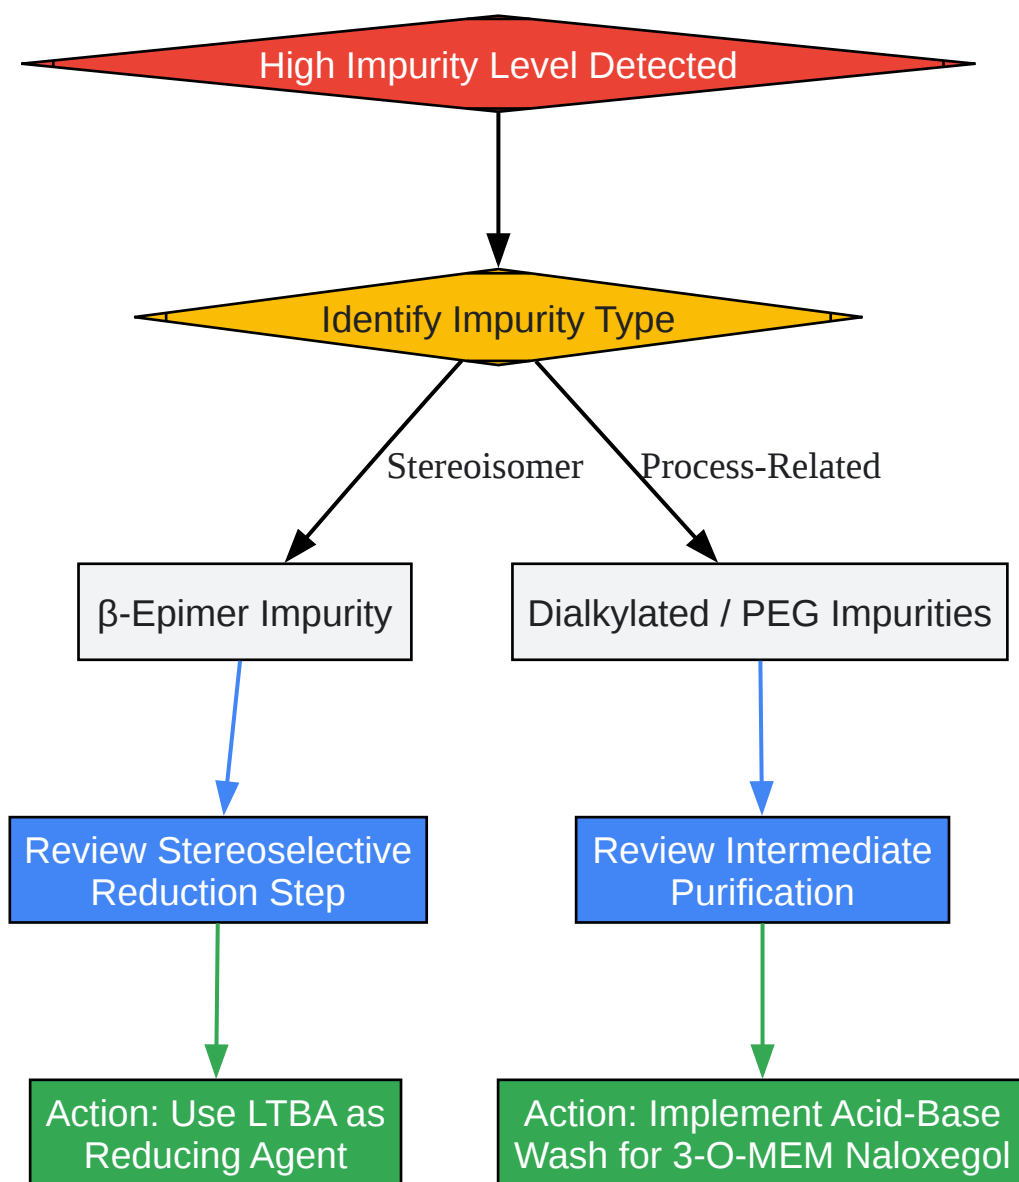 High Impurity Level Detected
Identify Impurity Type
Stereoisomer
Process-Related
β-Epimer Impurity
Dialkylated / PEG Impurities
Review Stereoselective
Reduction Step
Review Intermediate
Purification
Action: Use LTBA as
Reducing Agent
Action: Implement Acid-Base
Wash for 3-O-MEM Naloxegol